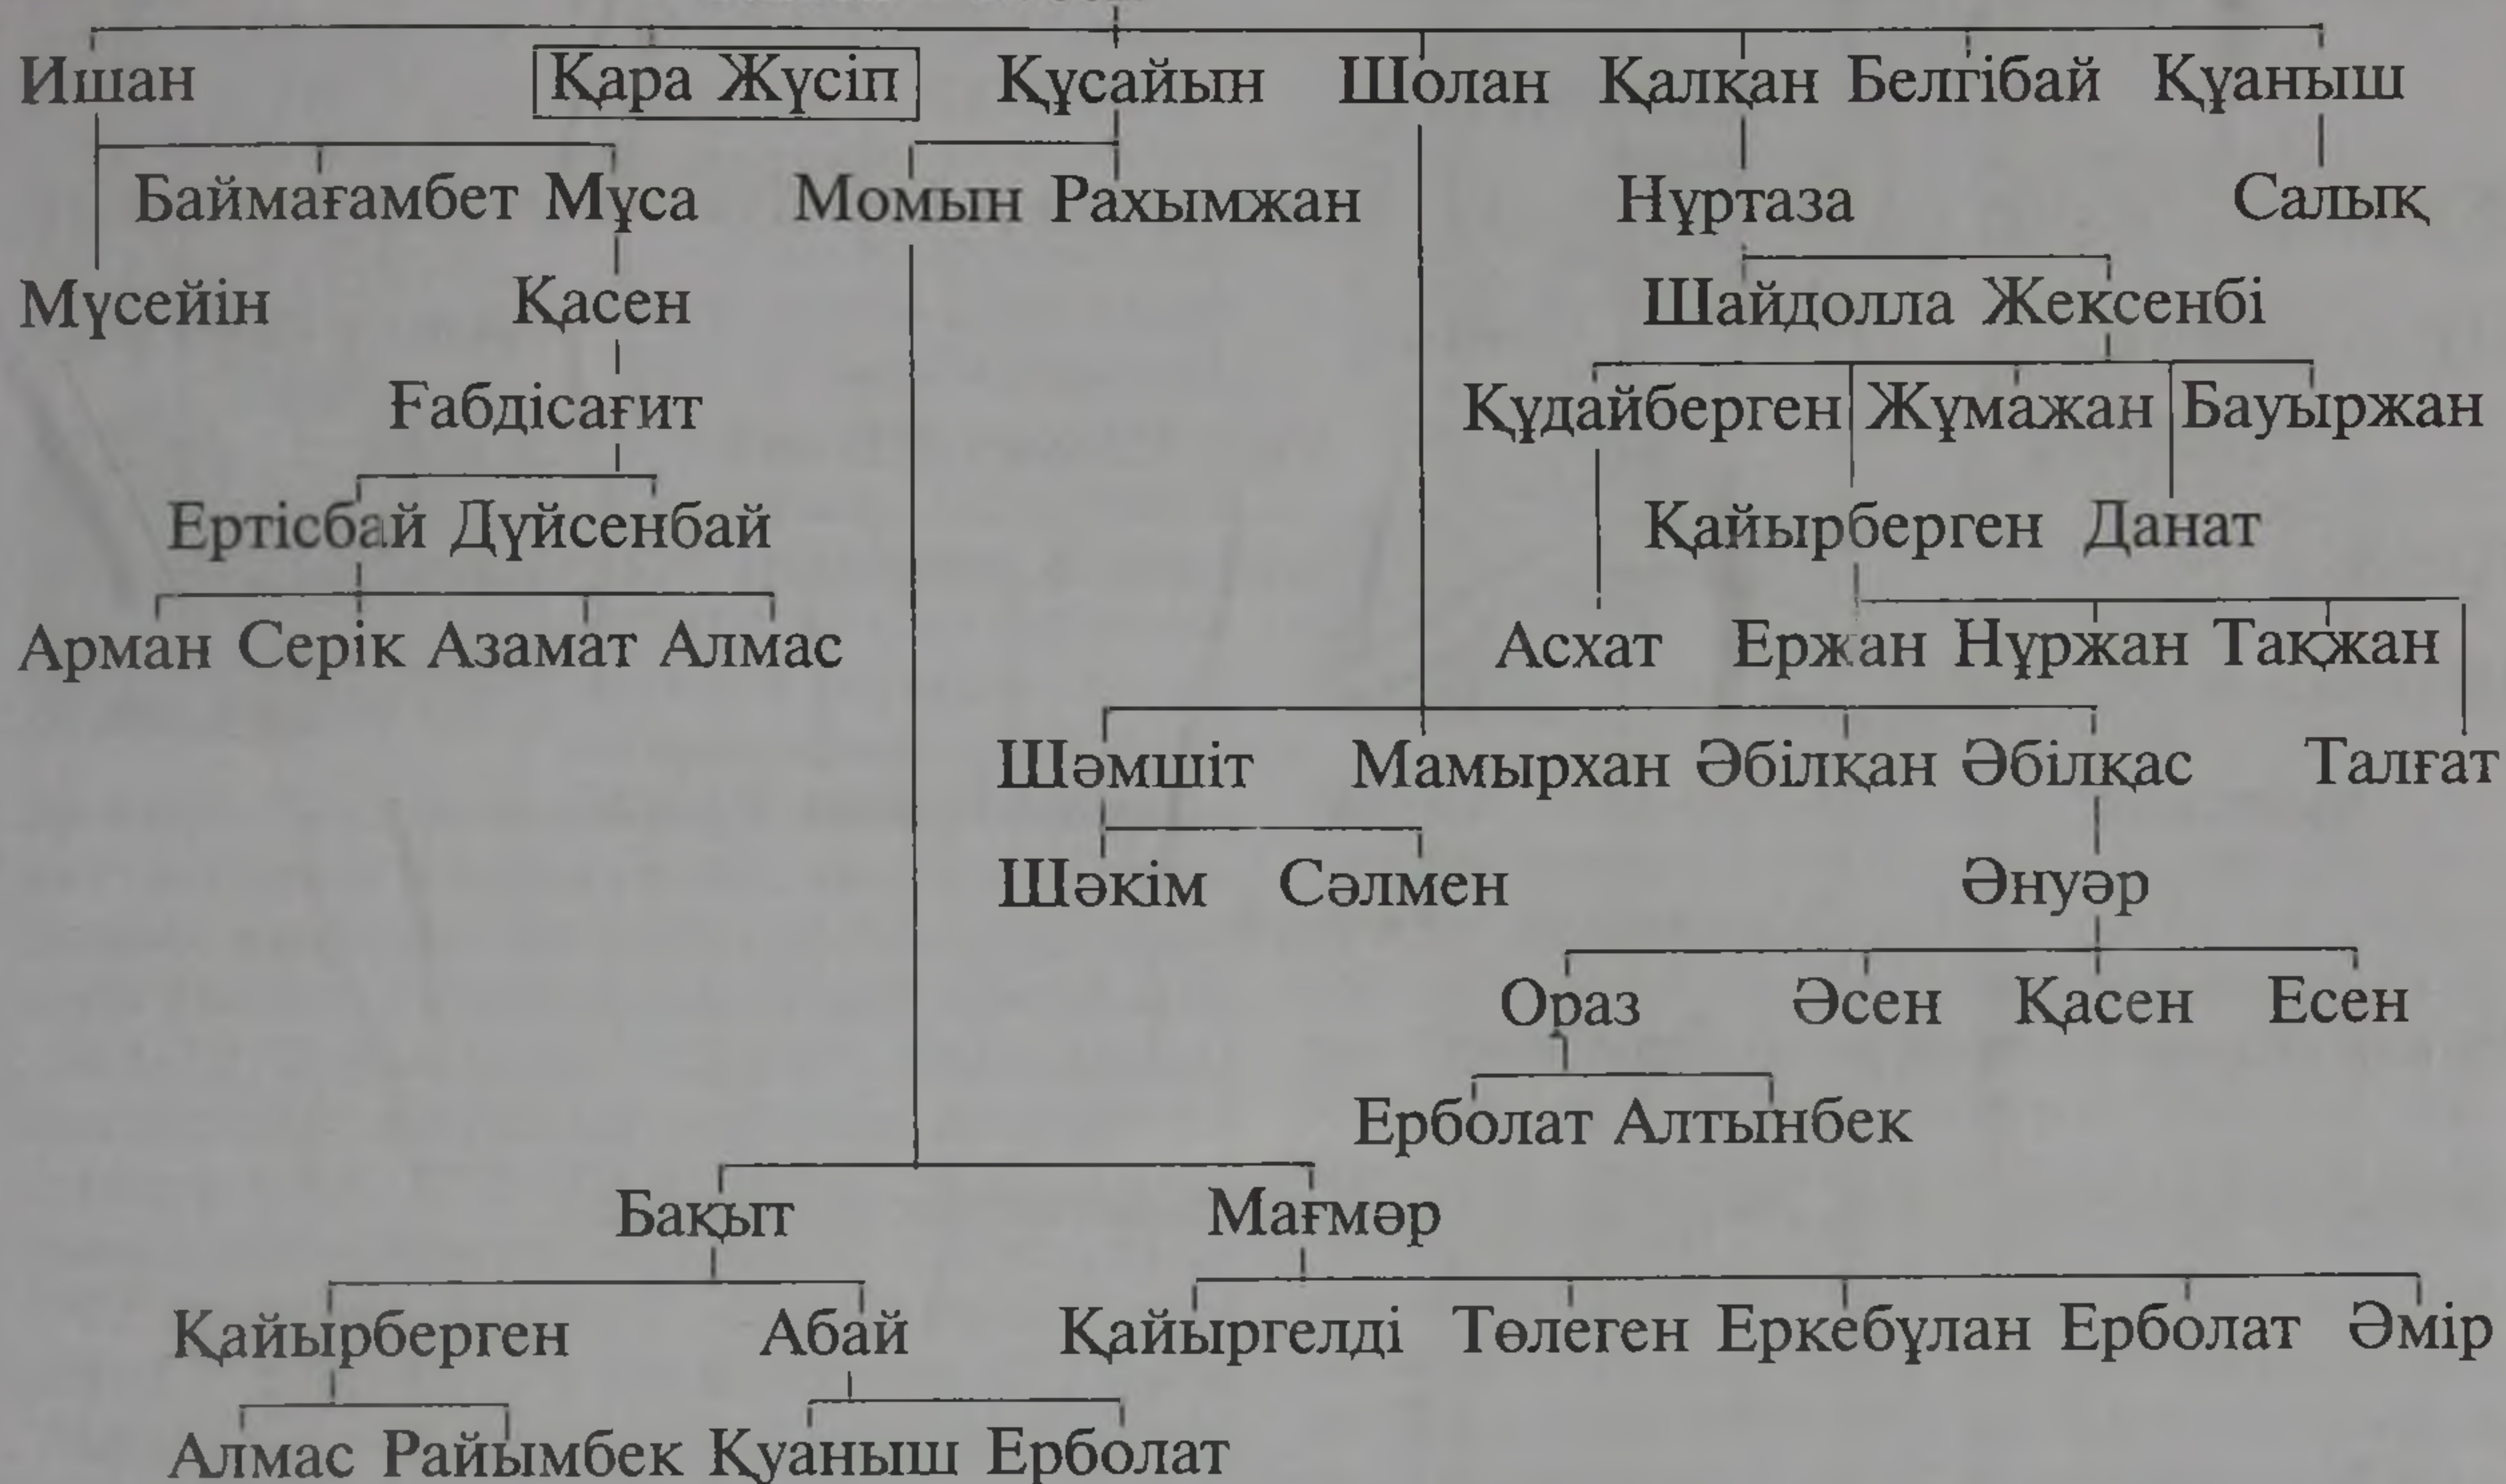 Ишан Қара Жүсіп Құсайын Шолан Қалқан Белгібай Құаныш
Баймағамбет Мұса Момын Рахымжан Нұртаза Салық
Мүсейін Қасен Шайдолла Жексенбі
Ғабдісағит Құдайберген Жұмажан Бауыржан
Ертісбай Дүйсенбай Қайырберген Данат
Арман Серік Азамат Алмас Асхат Ержан Нұржан Тақжан
Шәмшіт Мамырхан Әбілқан Әбілқас Талғат
Шәкім Сәлмен Әнуәр
Ораз Әсен Қасен Есен
Ерболат Алтынбек
Бақыт Мағмәр
Қайырберген Абай Қайыргелді Төлеген Еркебұлан Ерболат Әмір
Алмас Райымбек Қуаныш Ерболат